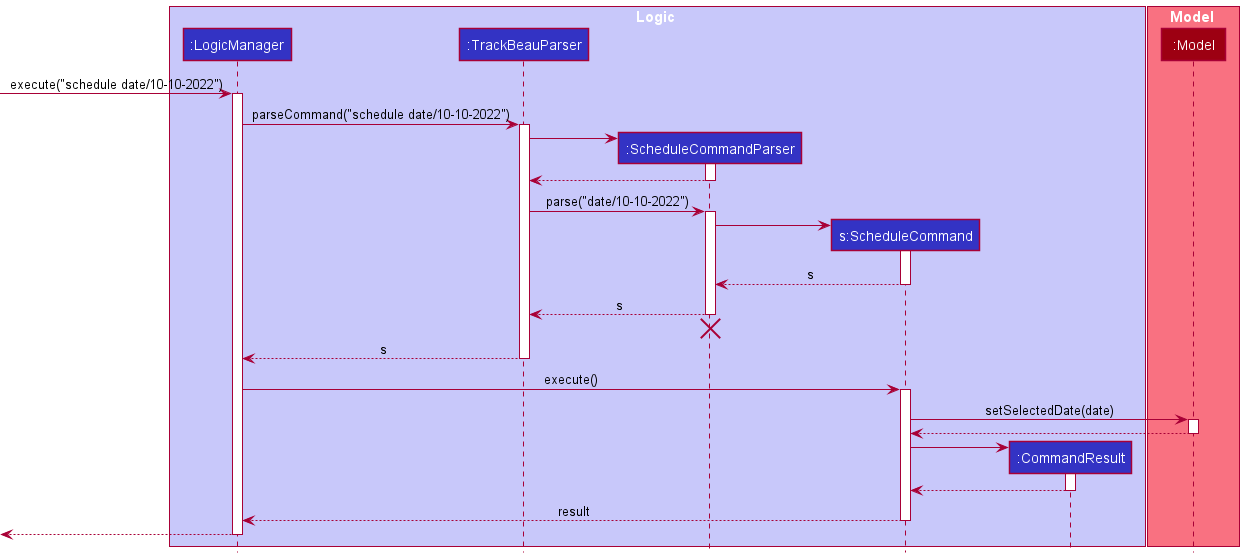 Logic
Model
:LogicManager
:TrackBeauParser
:Model
execute("schedule date/10-10-2022")
parseCommand("schedule date/10-10-2022")
:ScheduleCommandParser
parse("date/10-10-2022")
s:ScheduleCommand
s
s
s
execute()
setSelectedDate(date)
:CommandResult
result